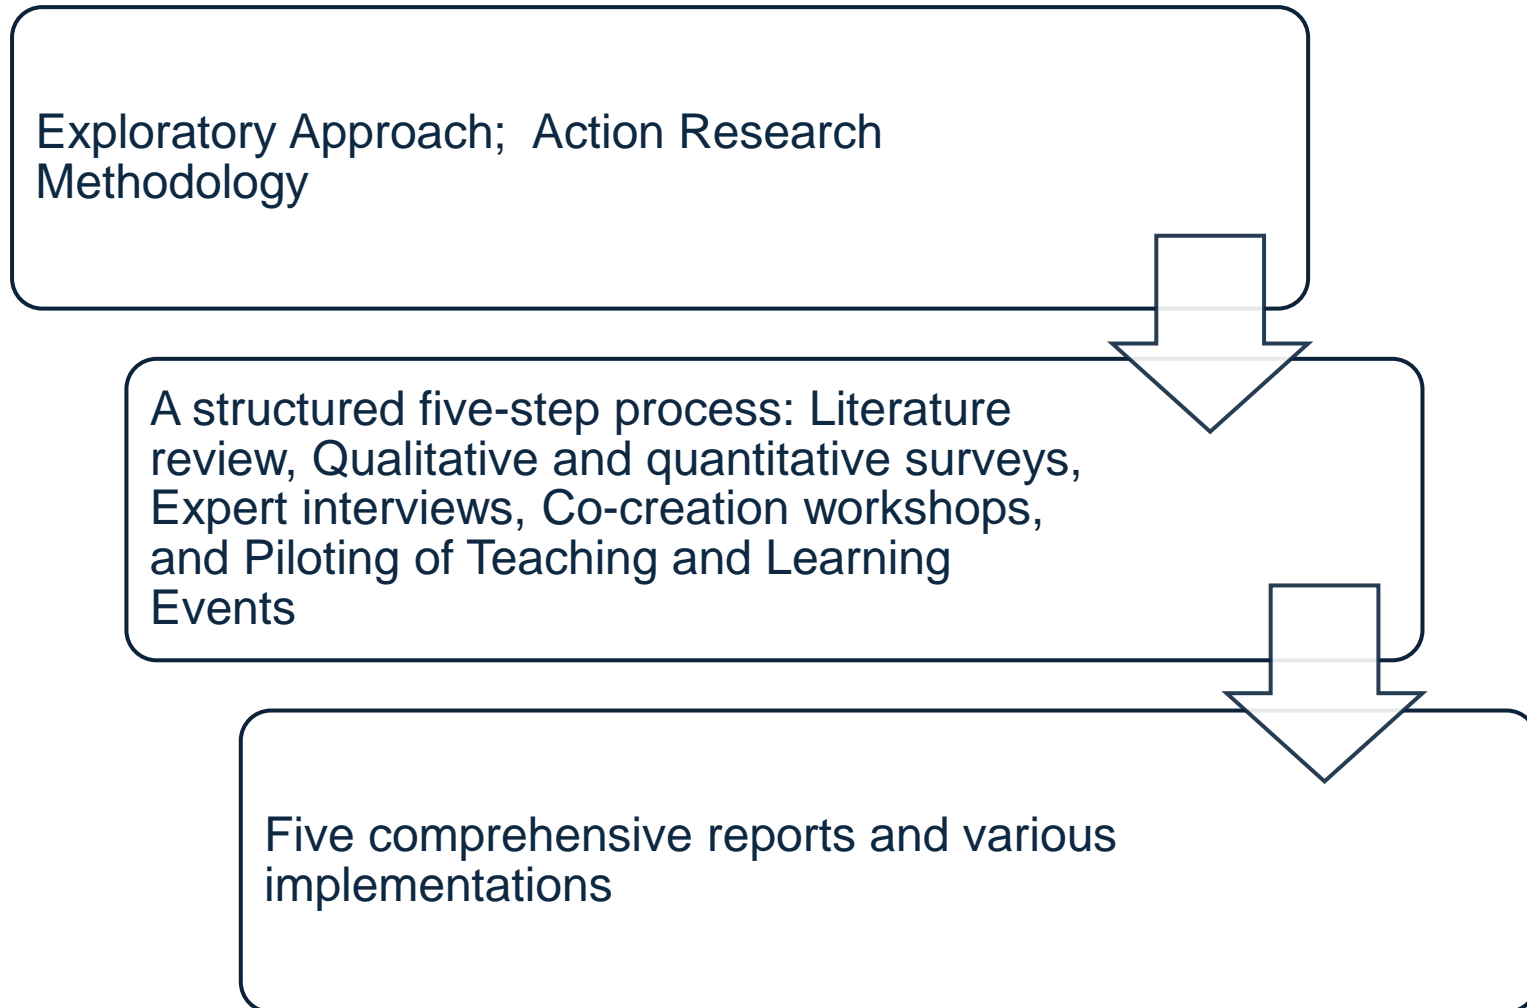 Exploratory Approach;  Action Research
Methodology
A structured five-step process: Literature
review, Qualitative and quantitative surveys,
Expert interviews, Co-creation workshops,
and Piloting of Teaching and Learning
Events
Five comprehensive reports and various
implementations